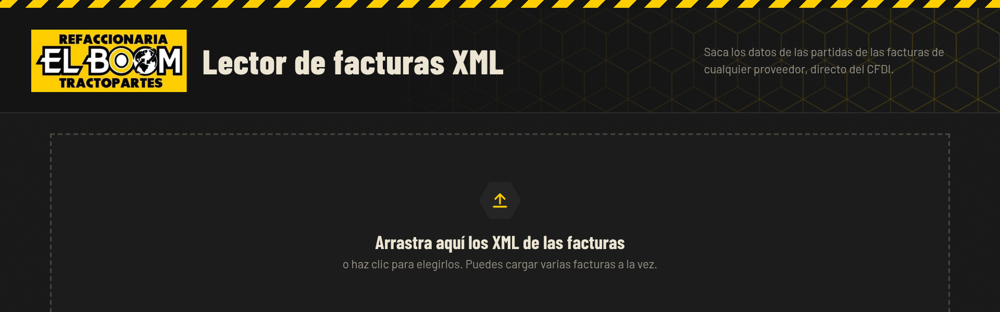 REFACCIONARIA
EL BOOM
TRACTOPARTES
Lector de facturas XML
Saca los datos de las partidas de las facturas de
cualquier proveedor, directo del CFDI.
Arrastra aquí los XML de las facturas
o haz clic para elegirlos. Puedes cargar varias facturas a la vez.